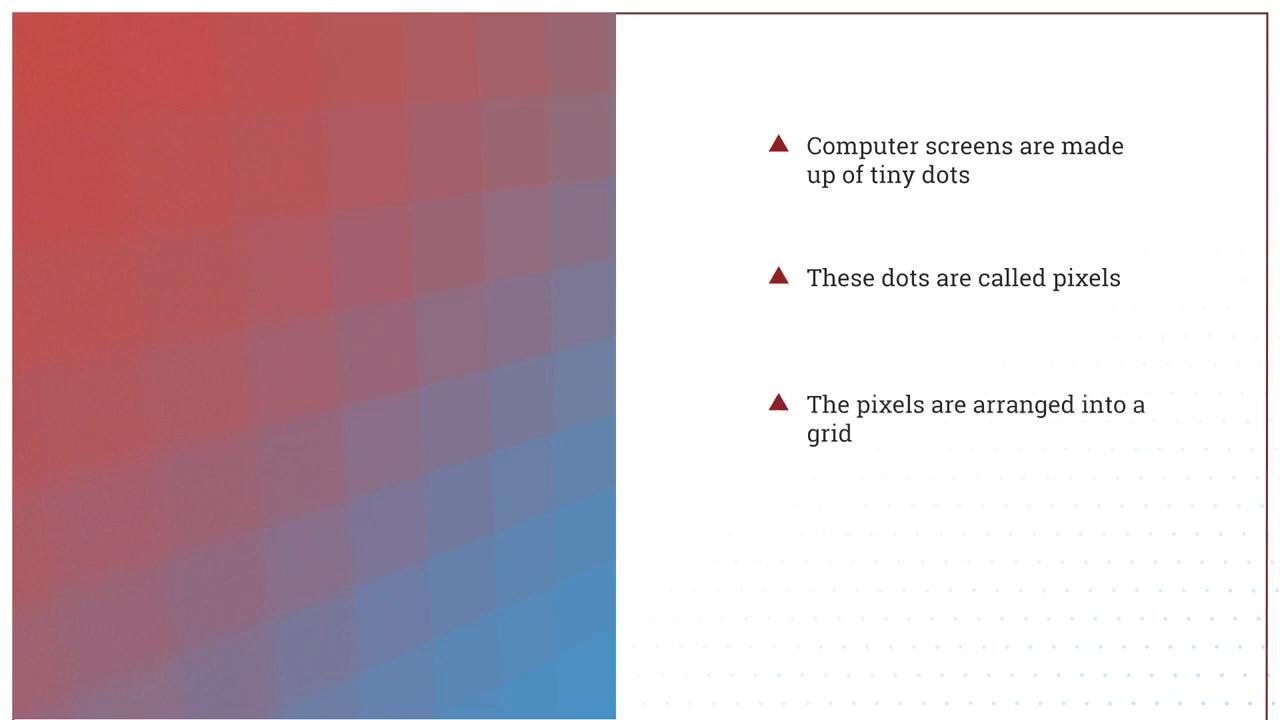 Computer screens are made
up of tiny dots
These dots are called pixels
The pixels are arranged into a
grid